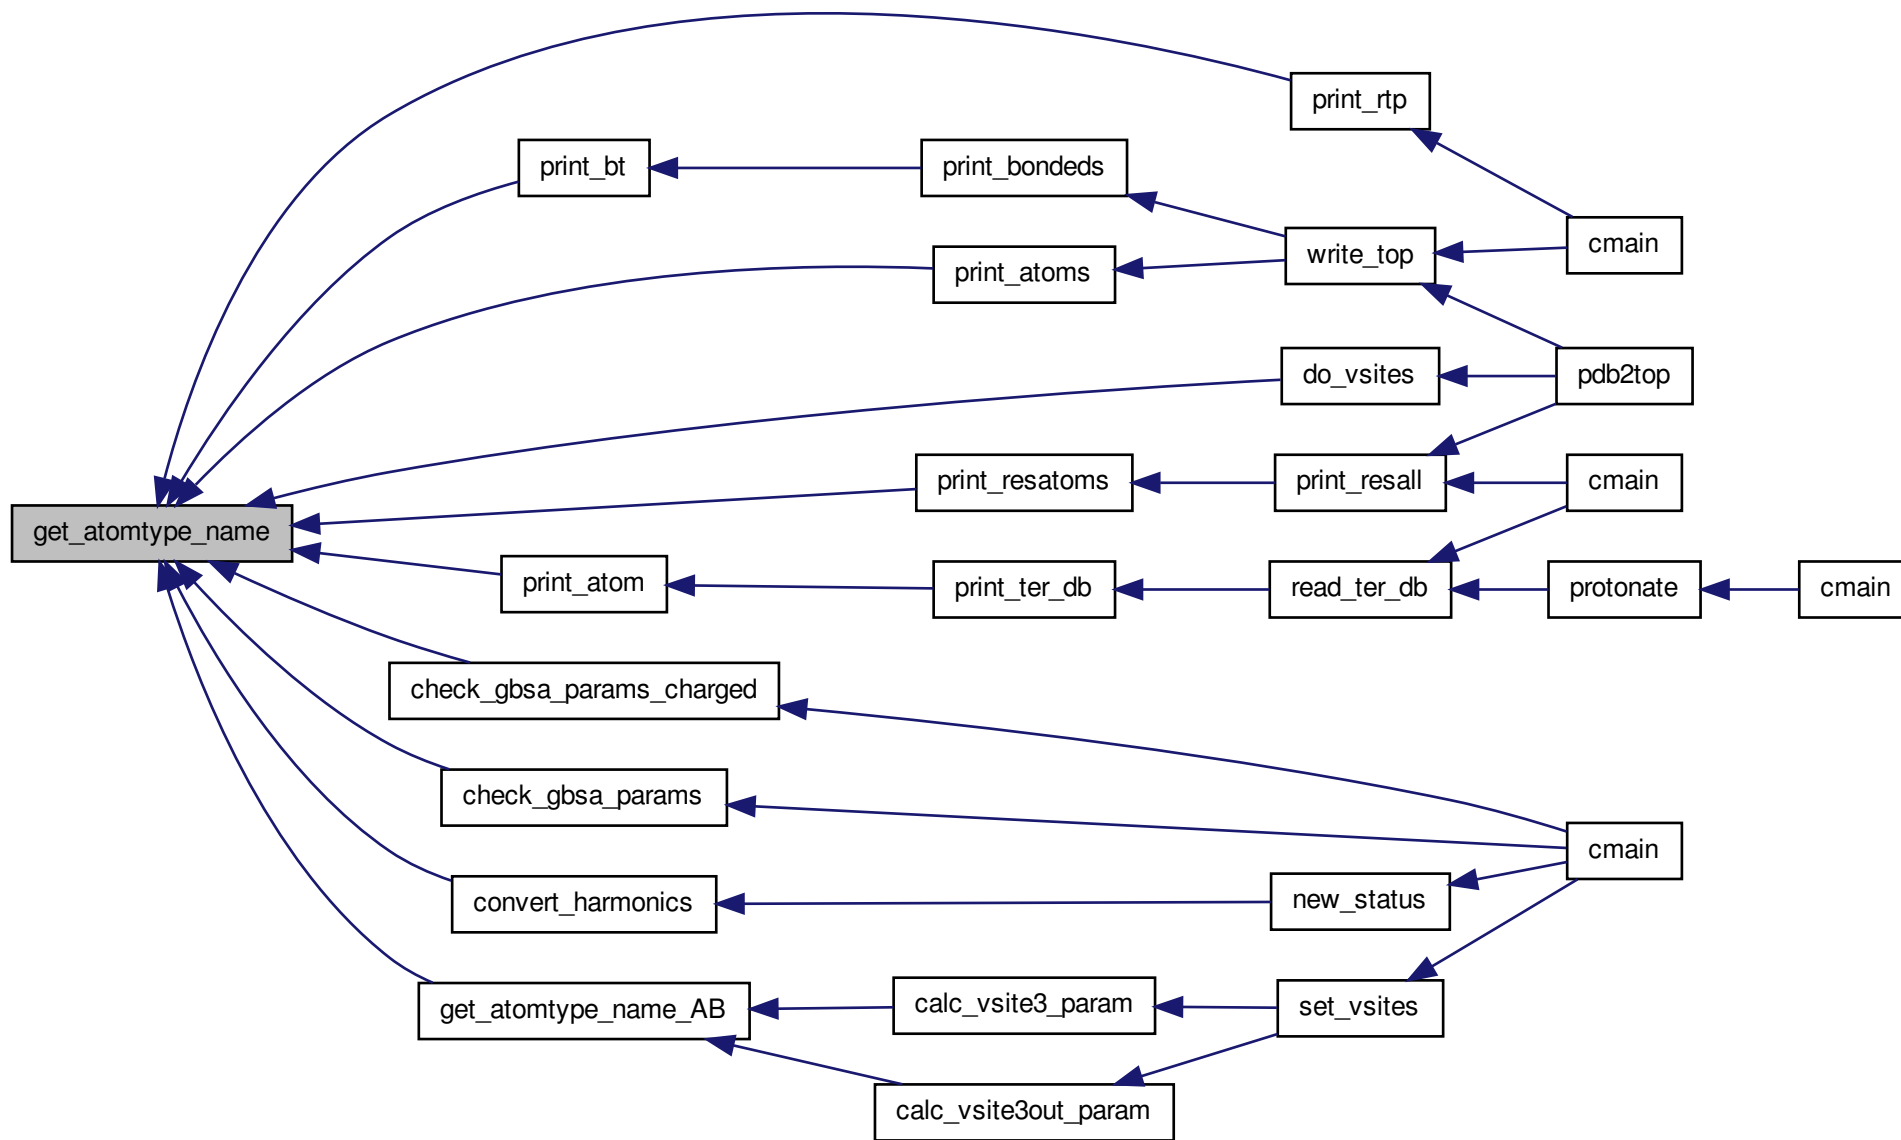 print_rtp
print_bt
print_bondeds
cmain
write_top
print_atoms
do_vsites
pdb2top
print_resatoms
print_resall
cmain
get_atomtype_name
print_atom
print_ter_db
read_ter_db
protonate
cmain
check_gbsa_params_charged
check_gbsa_params
cmain
convert_harmonics
new_status
get_atomtype_name_AB
calc_vsite3_param
set_vsites
calc_vsite3out_param